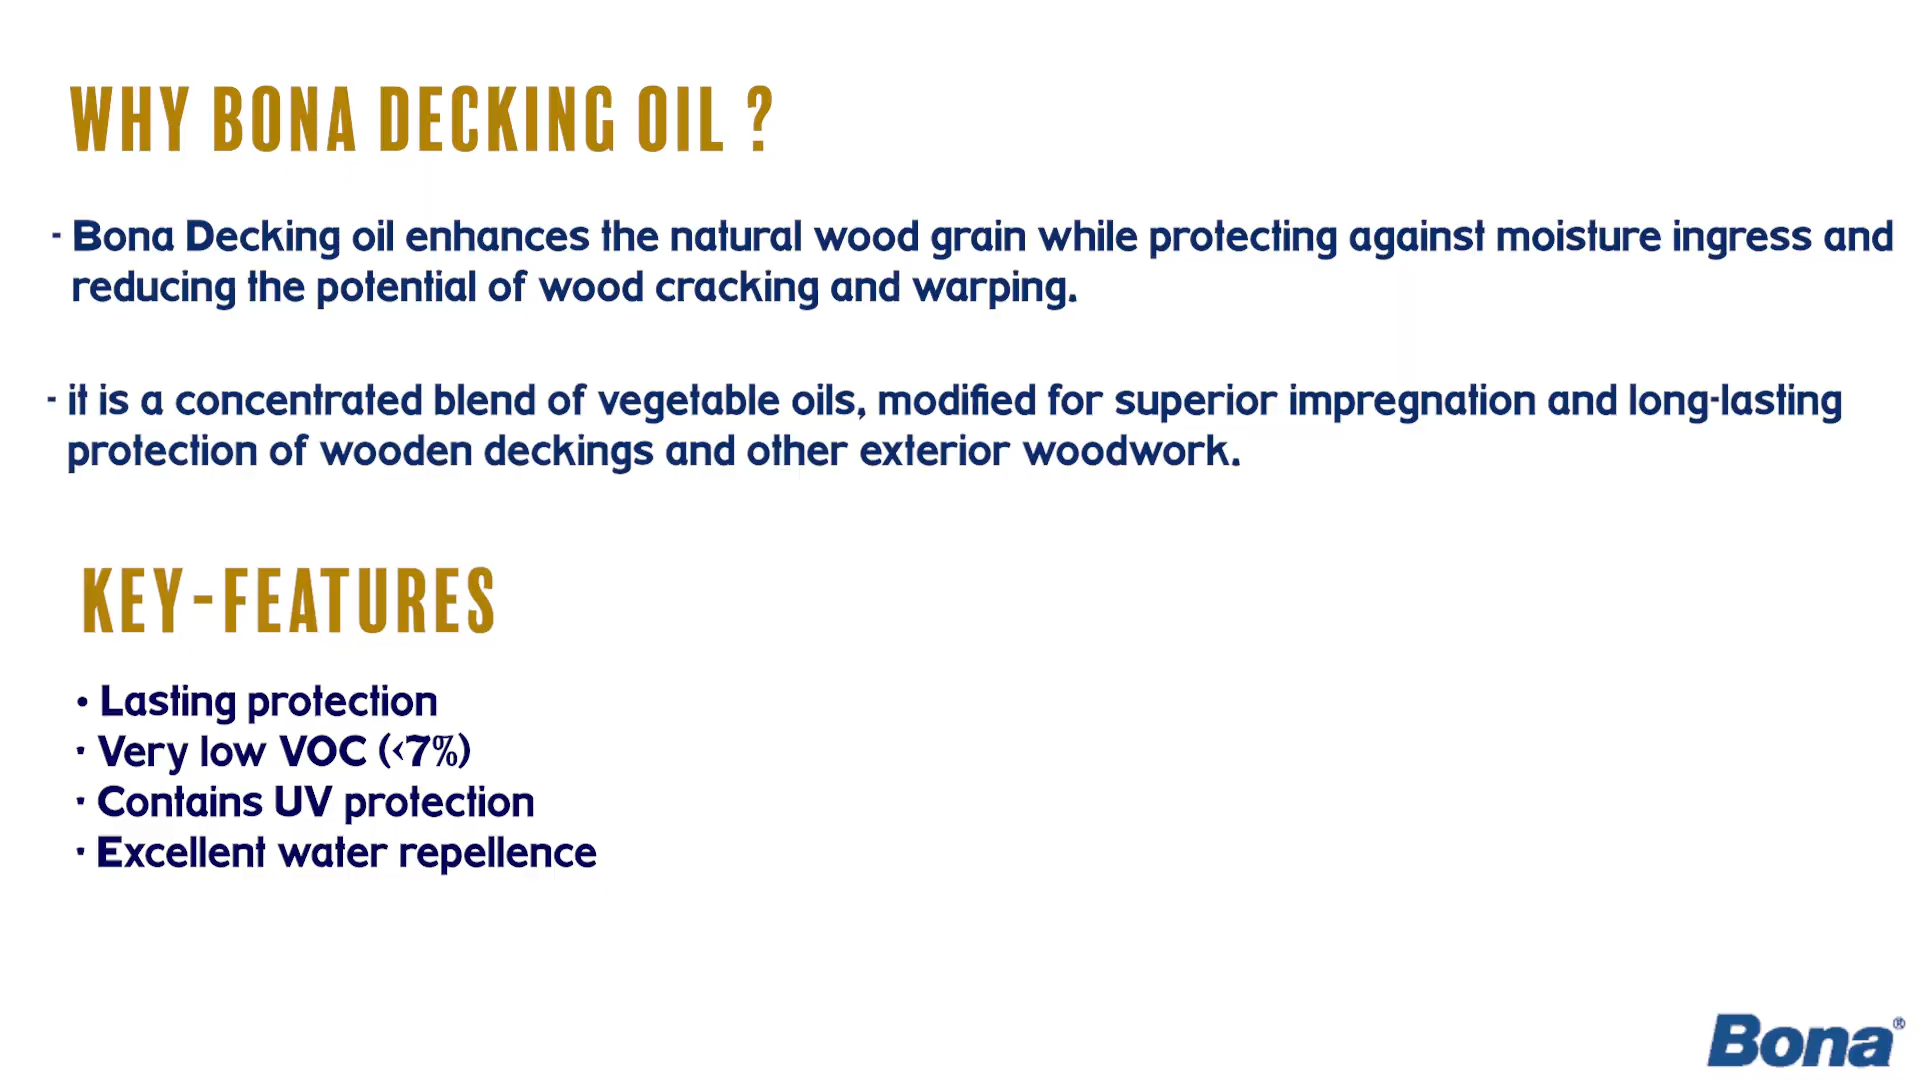 WHY BONA DECKING OIL ?
- Bona Decking oil enhances the natural wood grain while protecting against moisture ingress and
reducing the potential of wood cracking and warping.
- it is a concentrated blend of vegetable oils, modified for superior impregnation and long-lasting
protection of wooden deckings and other exterior woodwork.
KEY-FEATURES
• Lasting protection
• Very low VOC (<7%)
• Contains UV protection
• Excellent water repellence
Bona®